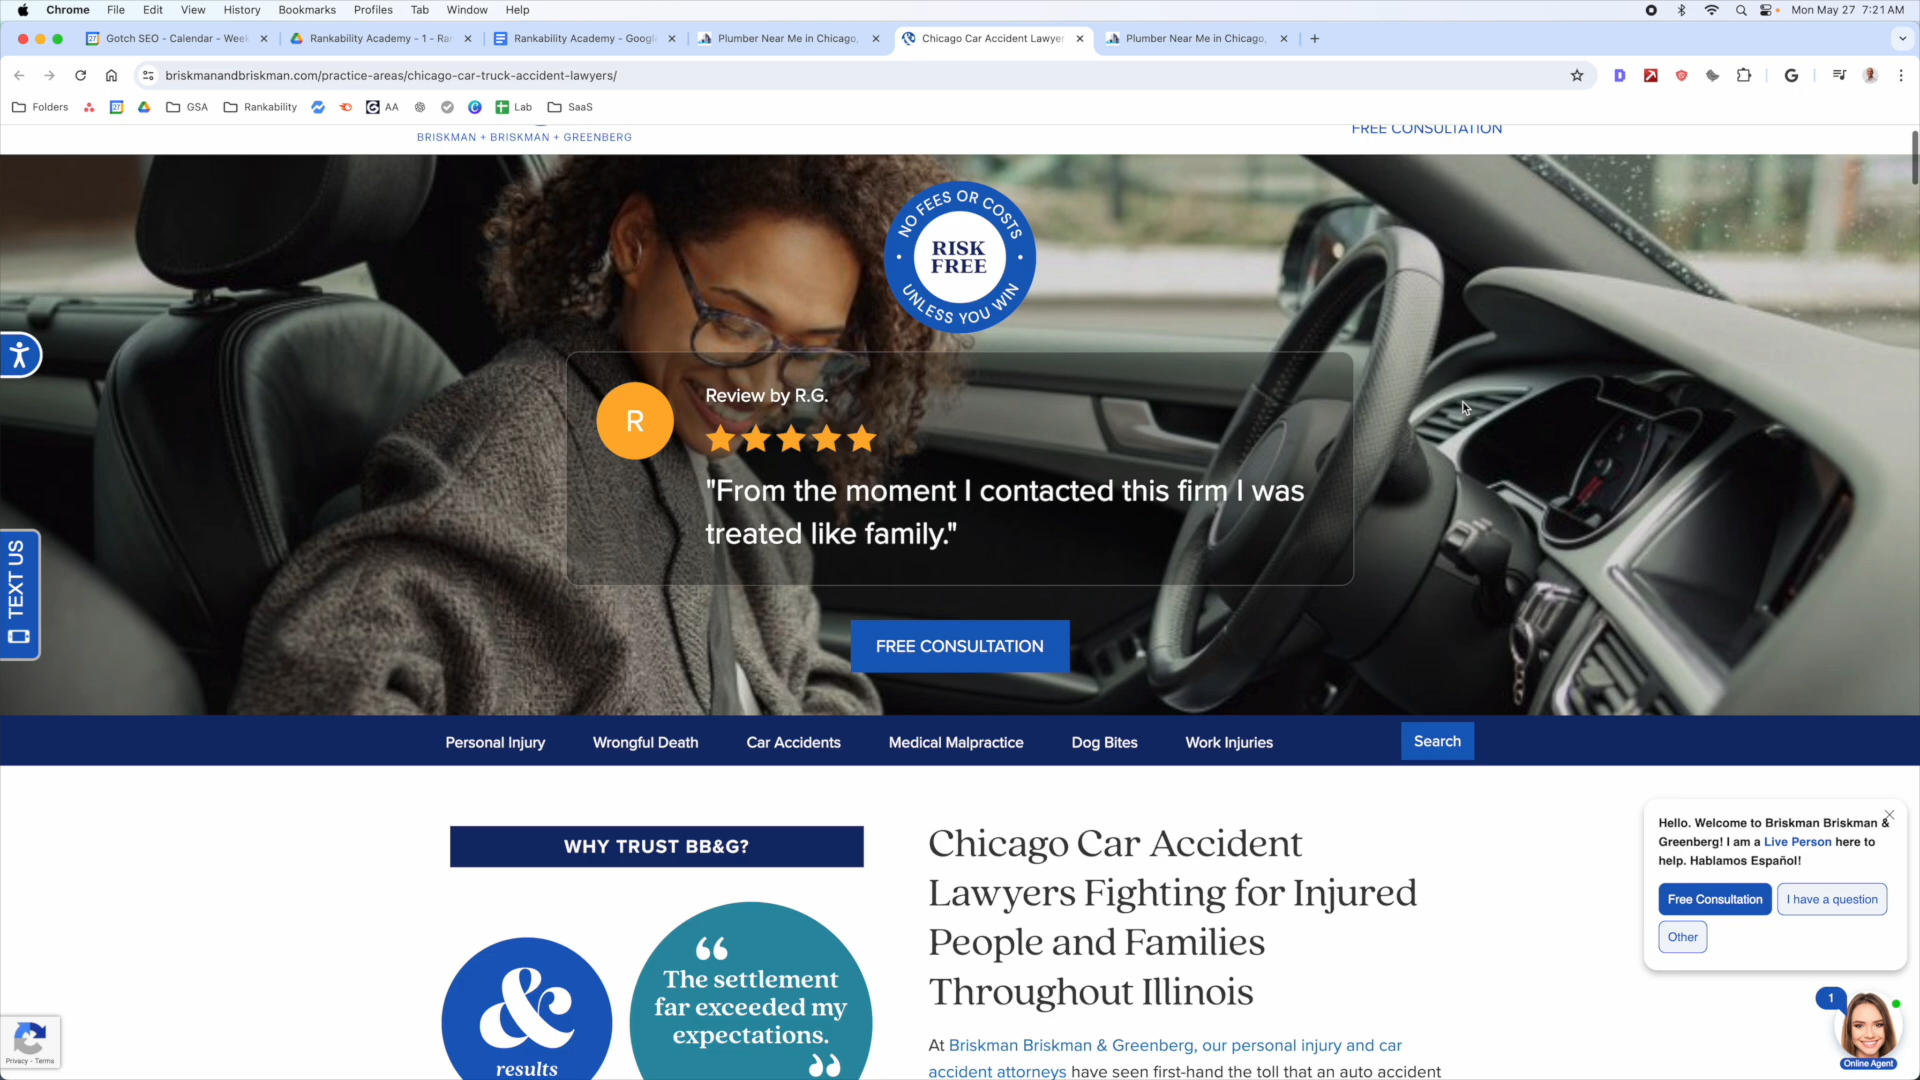 Chrome File Edit View History Bookmarks Profiles Tab Window Help
Mon May 27 7:21 AM
Gotch SEO - Calendar - Week
Rankability Academy - 1 - Ra
Rankability Academy - Google
Plumber Near Me in Chicago,
Chicago Car Accident Lawyer
Plumber Near Me in Chicago,
briskmanandbriskman.com/practice-areas/chicago-car-truck-accident-lawyers/
Folders
GSA
Rankability
AA
Lab
SaaS
BRISKMAN + BRISKMAN + GREENBERG
FREE CONSULTATION
NO FEES OR COSTS
RISK
FREE
UNLESS YOU WIN
R
Review by R.G.
"From the moment I contacted this firm I was
treated like family."
TEXT US
FREE CONSULTATION
Personal Injury Wrongful Death Car Accidents Medical Malpractice Dog Bites Work Injuries Search
WHY TRUST BB&G?
&
results
“
The settlement
far exceeded my
expectations.
”
Chicago Car Accident
Lawyers Fighting for Injured
People and Families
Throughout Illinois
At Briskman Briskman & Greenberg, our personal injury and car
accident attorneys have seen first-hand the toll that an auto accident
Hello. Welcome to Briskman Briskman &
Greenberg! I am a Live Person here to
help. Hablamos Español!
Free Consultation
I have a question
Other
1
Online Agent
Privacy - Terms